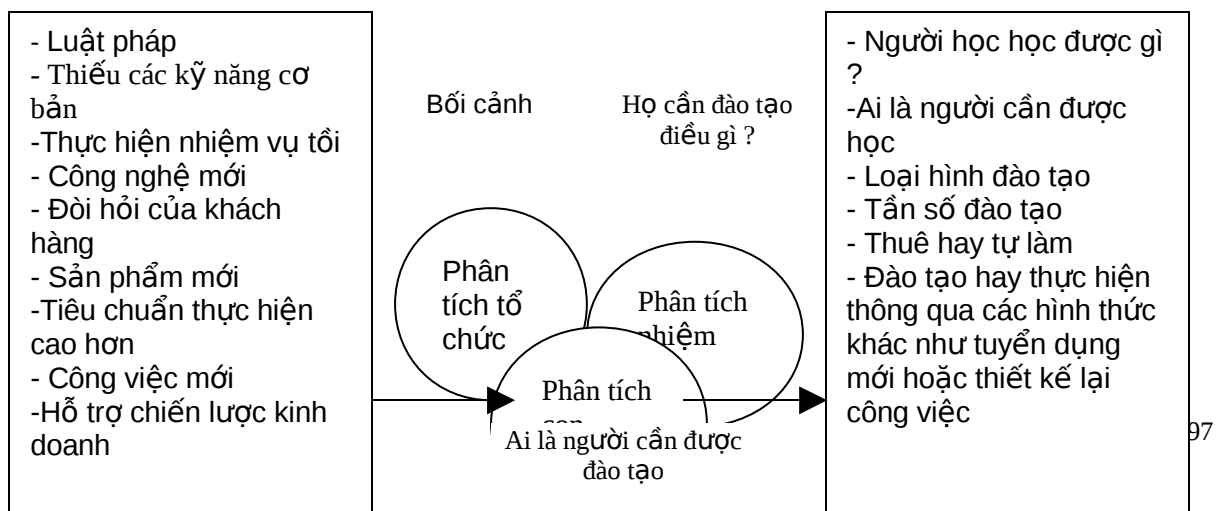 - Luật pháp
- Thiếu các kỹ năng cơ
bản
-Thực hiện nhiệm vụ tồi
- Công nghệ mới
- Đòi hỏi của khách
hàng
- Sản phẩm mới
-Tiêu chuẩn thực hiện
cao hơn
- Công việc mới
-Hỗ trợ chiến lược kinh
doanh
Bối cảnh
Họ cần đào tạo
điều gì ?
Phân
tích tổ
chức
Phân tích
nhiệm
Phân tích
Ai là người cần được
đào tạo
- Người học học được gì
?
-Ai là người cần được
học
- Loại hình đào tạo
- Tần số đào tạo
- Thuê hay tự làm
- Đào tạo hay thực hiện
thông qua các hình thức
khác như tuyển dụng
mới hoặc thiết kế lại
công việc
97